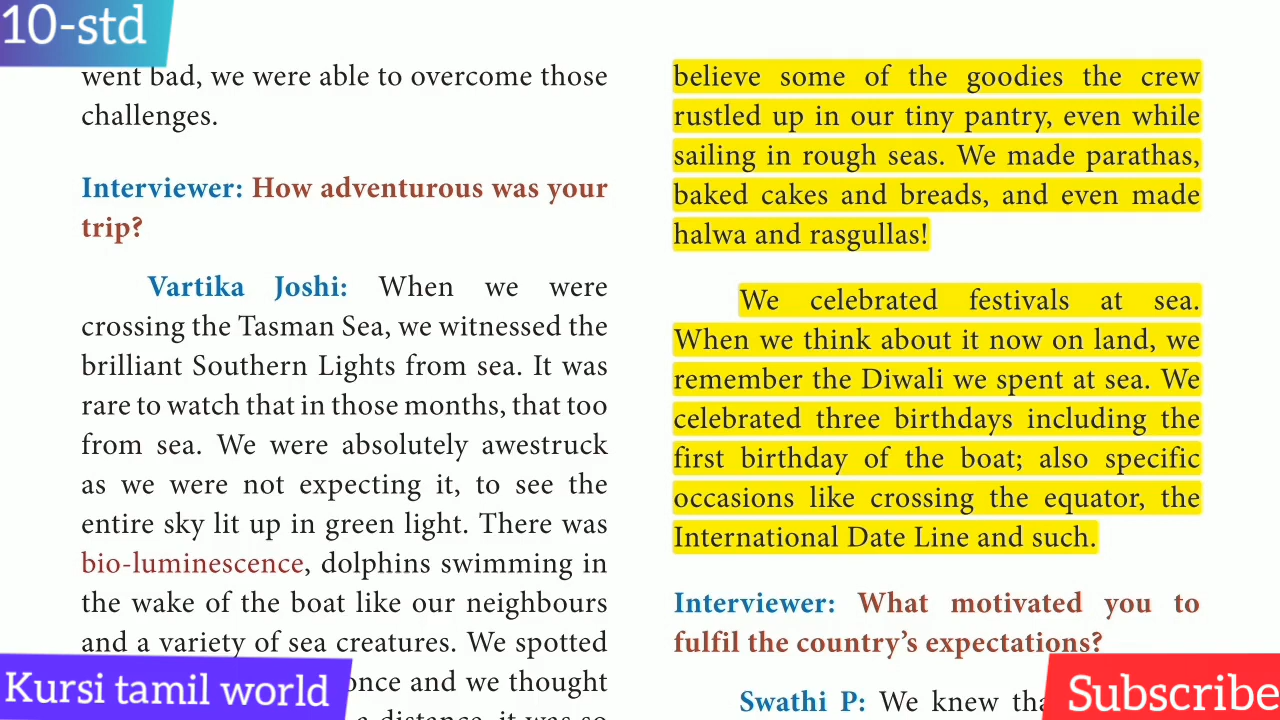 10-std
went bad, we were able to overcome those
challenges.
Interviewer: How adventurous was your
trip?
Vartika Joshi: When we were
crossing the Tasman Sea, we witnessed the
brilliant Southern Lights from sea. It was
rare to watch that in those months, that too
from sea. We were absolutely awestruck
as we were not expecting it, to see the
entire sky lit up in green light. There was
bio-luminescence, dolphins swimming in
the wake of the boat like our neighbours
and a variety of sea creatures. We spotted
once and we thought
a distance, it was so
Kursi tamil world
believe some of the goodies the crew
rustled up in our tiny pantry, even while
sailing in rough seas. We made parathas,
baked cakes and breads, and even made
halwa and rasgullas!
We celebrated festivals at sea.
When we think about it now on land, we
remember the Diwali we spent at sea. We
celebrated three birthdays including the
first birthday of the boat; also specific
occasions like crossing the equator, the
International Date Line and such.
Interviewer: What motivated you to
fulfil the country's expectations?
Swathi P: We knew
Subscribe